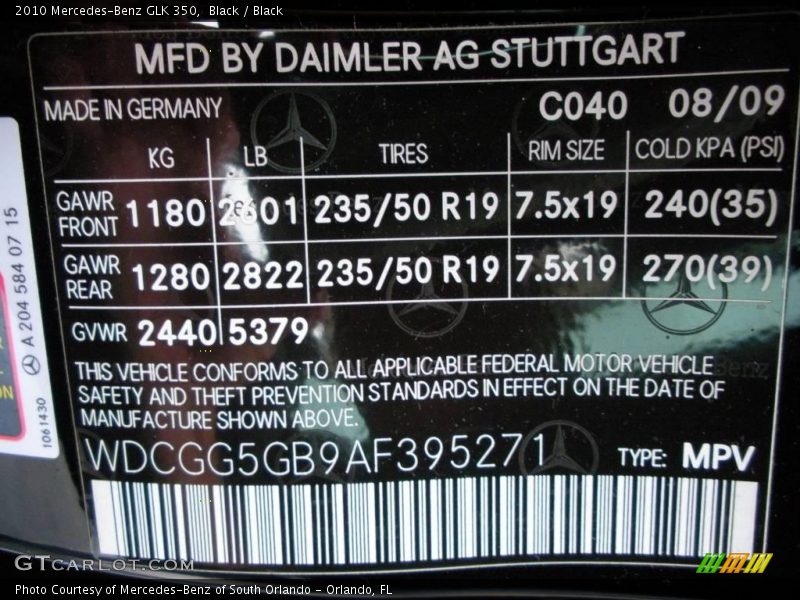 2010 Mercedes-Benz GLK 350,  Black / Black
MFD BY DAIMLER AG STUTTGART
MADE IN GERMANY C040 08/09
KG LB TIRES RIM SIZE COLD KPA (PSI)
GAWR FRONT 1180 2601 235/50 R19 7.5x19 240(35)
GAWR REAR 1280 2822 235/50 R19 7.5x19 270(39)
GVWR 2440 5379
THIS VEHICLE CONFORMS TO ALL APPLICABLE FEDERAL MOTOR VEHICLE
SAFETY AND THEFT PREVENTION STANDARDS IN EFFECT ON THE DATE OF
MANUFACTURE SHOWN ABOVE.
WDCGG5GB9AF395271 TYPE: MPV
A 204 584 07 15
1061430
GTCARLOT.COM
Photo Courtesy of Mercedes-Benz of South Orlando - Orlando, FL